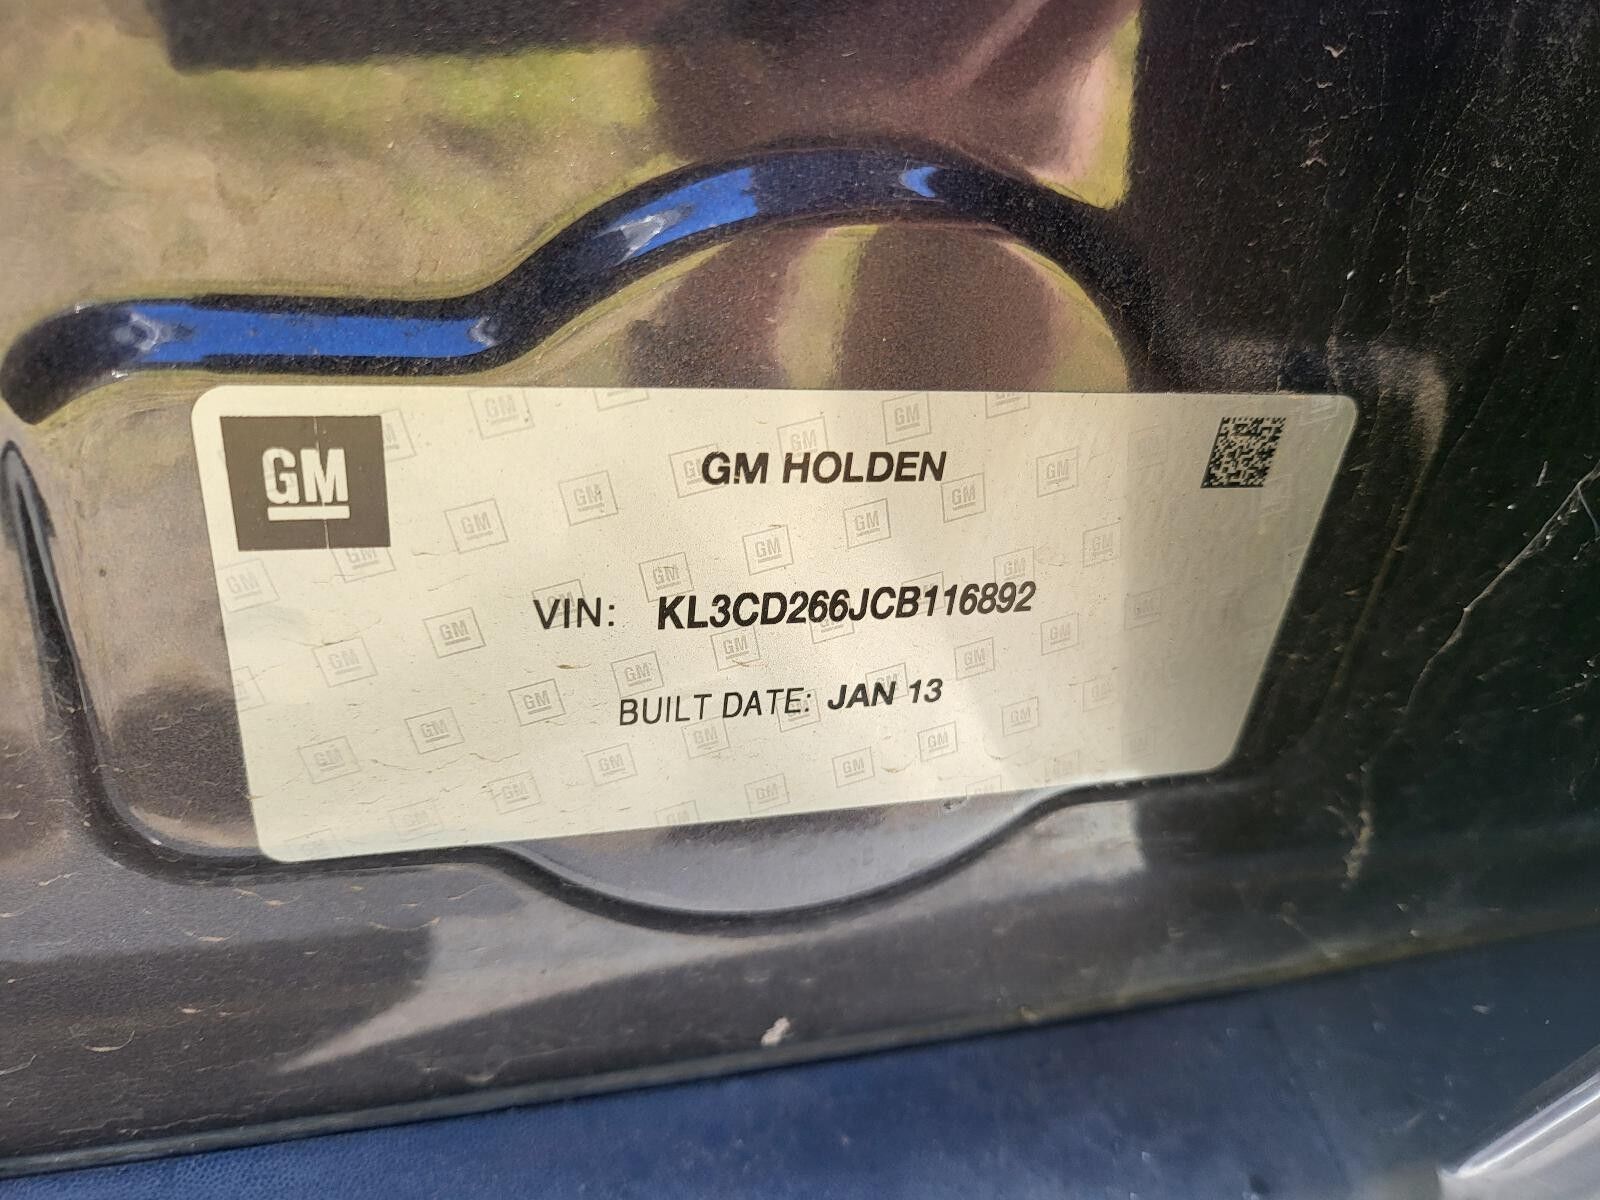 GM
GM HOLDEN
VIN: KL3CD266JCB116892
BUILT DATE: JAN 13